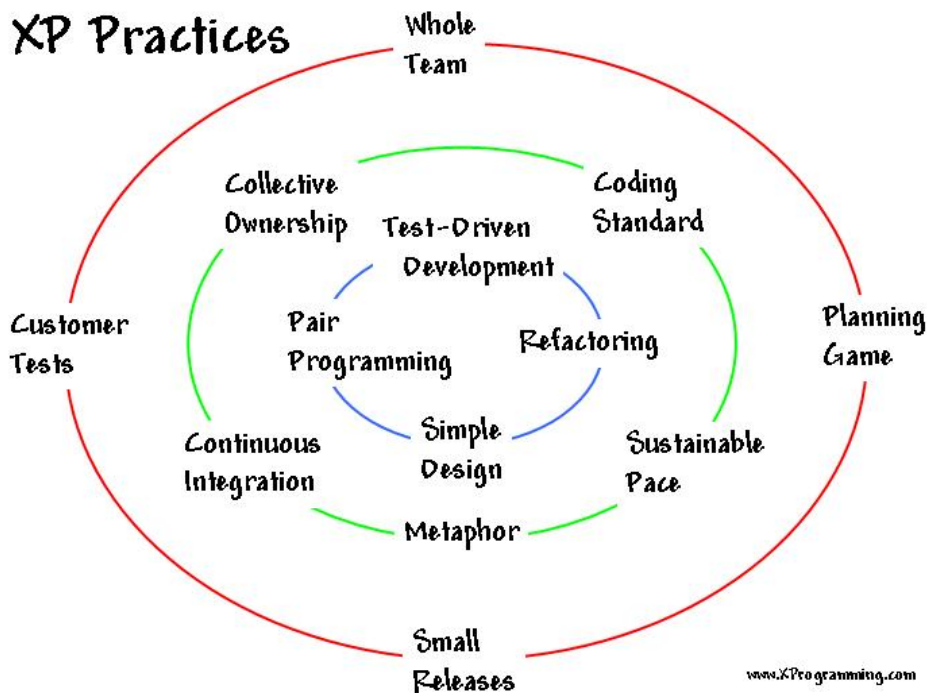 XP Practices
Whole
Team
Collective
Ownership
Coding
Standard
Test-Driven
Development
Customer
Tests
Pair
Programming
Refactoring
Planning
Game
Continuous
Integration
Simple
Design
Sustainable
Pace
Metaphor
Small
Releases
www.XProgramming.com